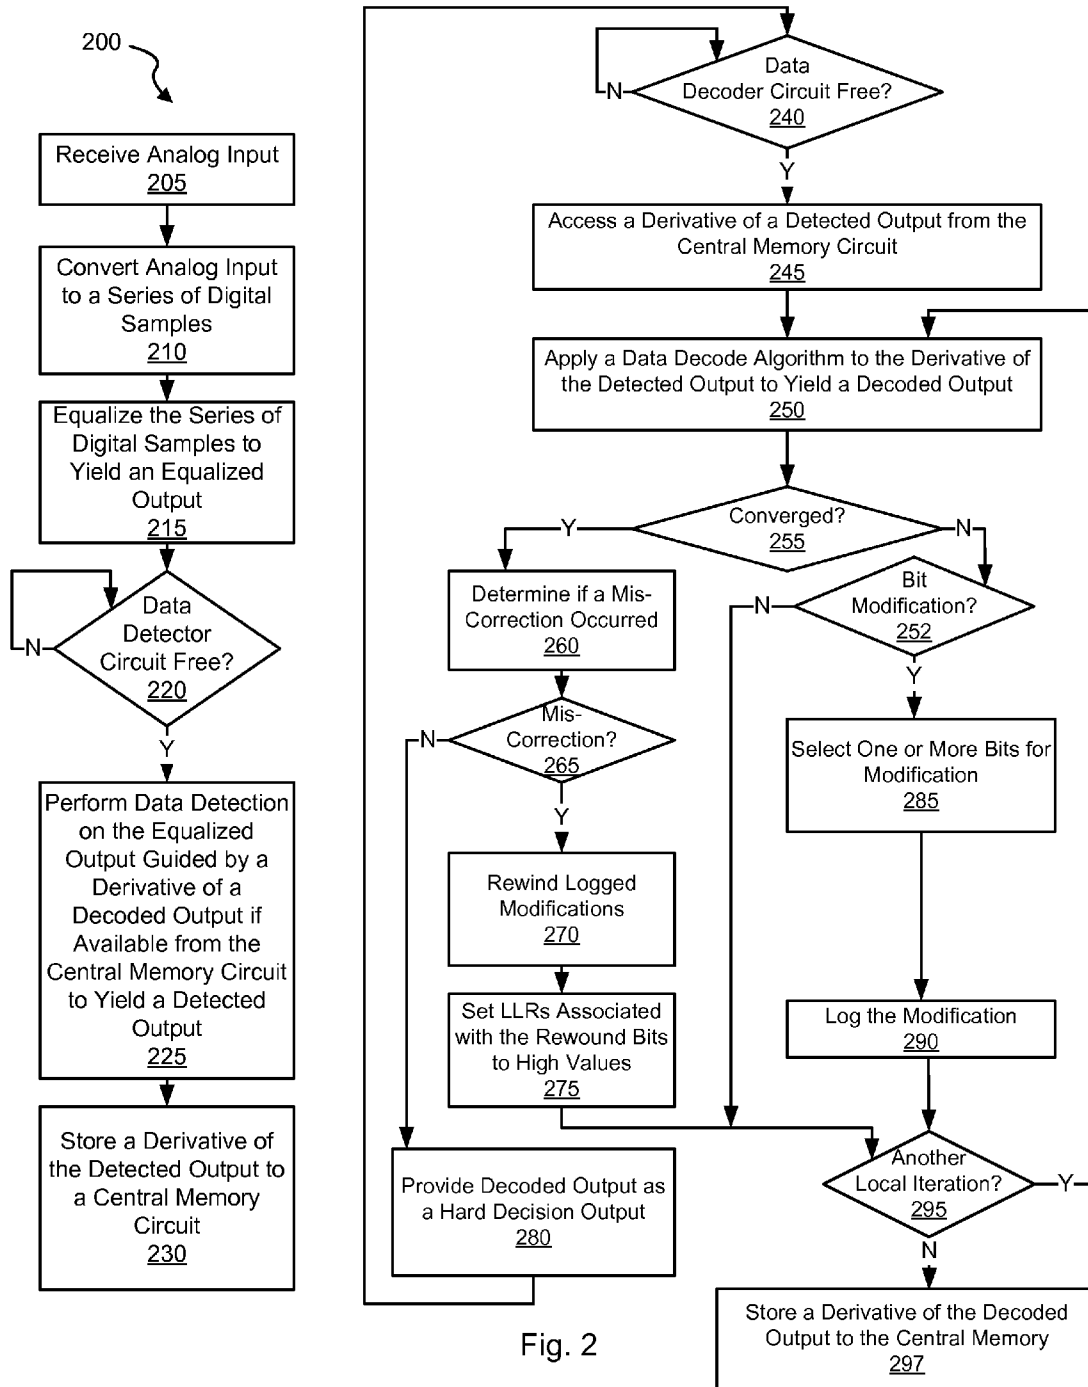 200
Receive Analog Input
205
Convert Analog Input
to a Series of Digital
Samples
210
Equalize the Series of
Digital Samples to
Yield an Equalized
Output
215
Data
Detector
Circuit Free?
220
N
Y
Perform Data Detection
on the Equalized
Output Guided by a
Derivative of a
Decoded Output if
Available from the
Central Memory Circuit
to Yield a Detected
Output
225
Store a Derivative of
the Detected Output to
a Central Memory
Circuit
230
Data
Decoder Circuit Free?
240
N
Y
Access a Derivative of a Detected Output from the
Central Memory Circuit
245
Apply a Data Decode Algorithm to the Derivative of
the Detected Output to Yield a Decoded Output
250
Converged?
255
Y
N
Determine if a Mis-
Correction Occurred
260
Mis-
Correction?
265
N
Y
Rewind Logged
Modifications
270
Set LLRs Associated
with the Rewound Bits
to High Values
275
Provide Decoded Output as
a Hard Decision Output
280
Bit
Modification?
252
N
Y
Select One or More Bits for
Modification
285
Log the Modification
290
Another
Local Iteration?
295
Y
N
Store a Derivative of the Decoded
Output to the Central Memory
297
Fig. 2